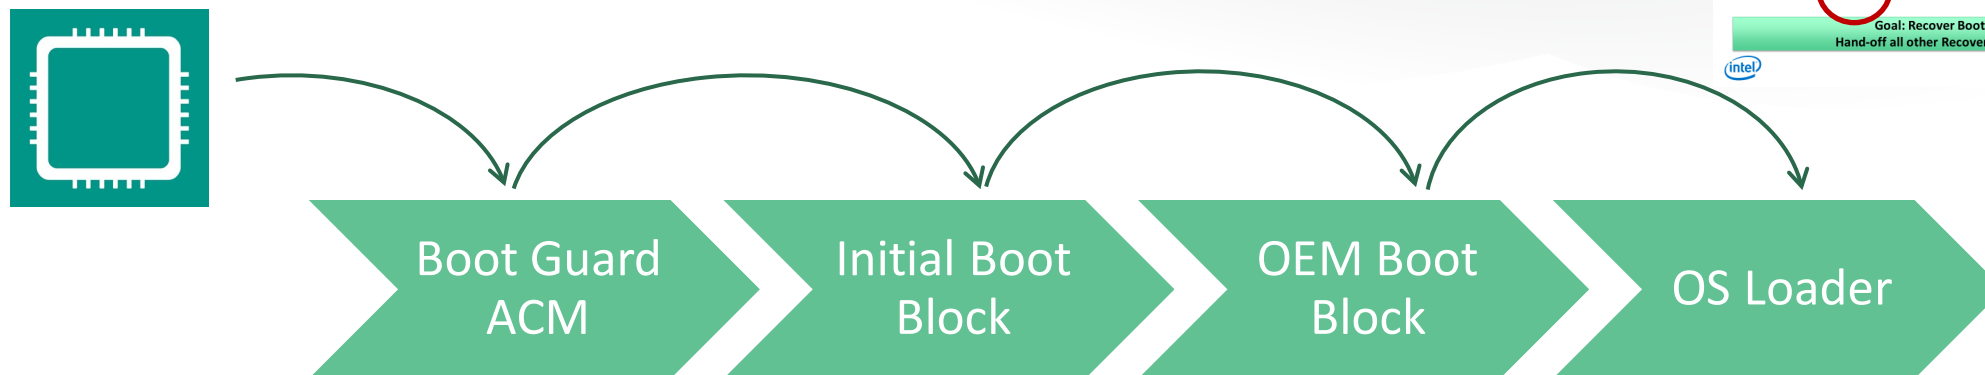 Goal: Recover Boot
Hand-off all other Recover
intel
Boot Guard
ACM
Initial Boot
Block
OEM Boot
Block
OS Loader